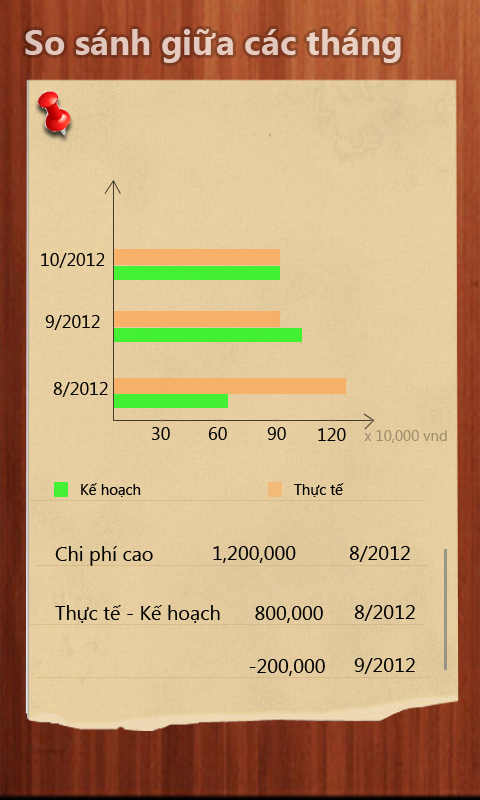 So sánh giữa các tháng
10/2012
9/2012
8/2012
30 60 90 120 x 10,000 vnd
Kế hoạch Thực tế
Chi phí cao 1,200,000 8/2012
Thực tế - Kế hoạch 800,000 8/2012
-200,000 9/2012